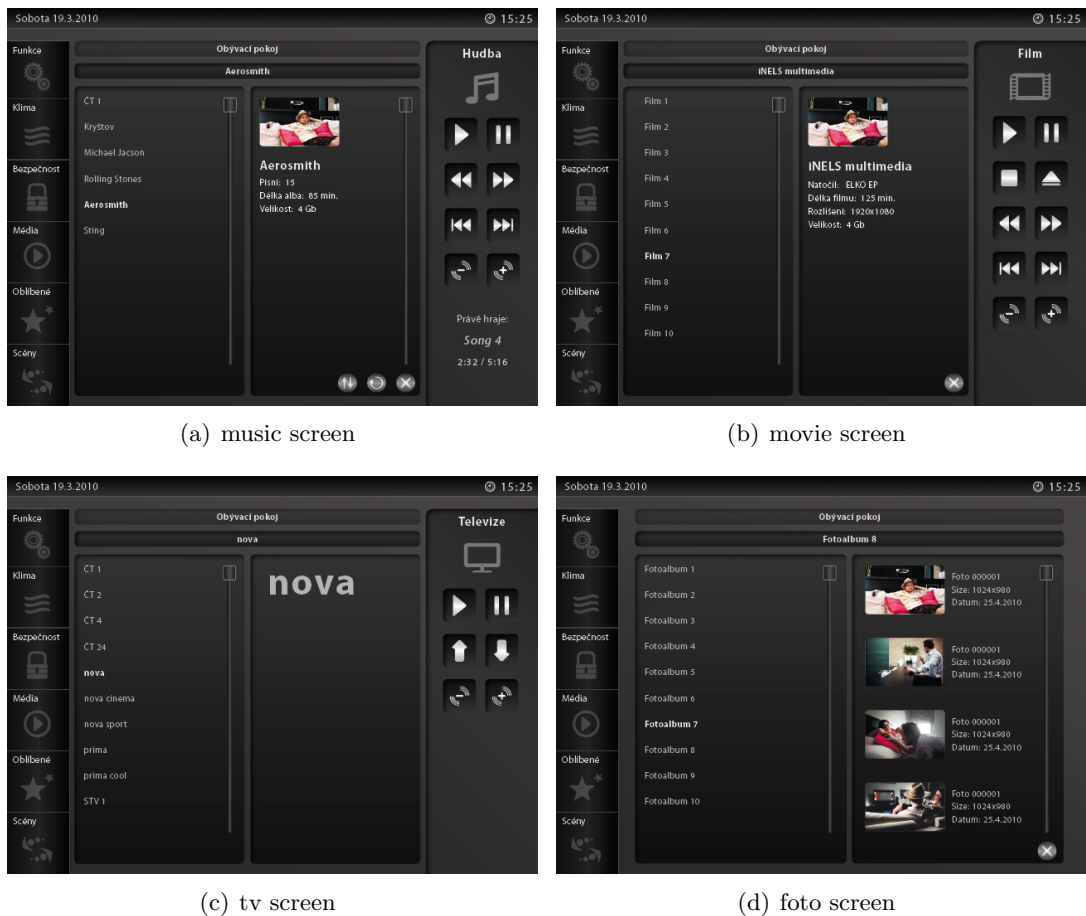 Sobota 19.3.2010
15:25
Funkce
Klima
Bezpečnost
Média
Oblíbené
Scény
Obývací pokoj
Aerosmith
ČT 1
Kryštov
Michael Jacson
Rolling Stones
Aerosmith
Sting
Aerosmith
Písní: 15
Délka alba: 85 min.
Velikost: 4 Gb
Hudba
Právě hraje:
Song 4
2:32 / 5:16
(a) music screen
Sobota 19.3.2010
15:25
Funkce
Klima
Bezpečnost
Média
Oblíbené
Scény
Obývací pokoj
iNELS multimedia
Film 1
Film 2
Film 3
Film 4
Film 5
Film 6
Film 7
Film 8
Film 9
Film 10
iNELS multimedia
Natočil: ELKO EP
Délka filmu: 125 min.
Rozlišení: 1920x1080
Velikost: 4 Gb
Film
(b) movie screen
Sobota 19.3.2010
15:25
Funkce
Klima
Bezpečnost
Média
Oblíbené
Scény
Obývací pokoj
nova
ČT 1
ČT 2
ČT 4
ČT 24
nova
nova cinema
nova sport
prima
prima cool
STV 1
nova
Televize
(c) tv screen
Sobota 19.3.2010
15:25
Funkce
Klima
Bezpečnost
Média
Oblíbené
Scény
Obývací pokoj
Fotoalbum 8
Fotoalbum 1
Fotoalbum 2
Fotoalbum 3
Fotoalbum 4
Fotoalbum 5
Fotoalbum 6
Fotoalbum 7
Fotoalbum 8
Fotoalbum 9
Fotoalbum 10
Foto 000001
Size: 1024x980
Datum: 25.4.2010
Foto 000001
Size: 1024x980
Datum: 25.4.2010
Foto 000001
Size: 1024x980
Datum: 25.4.2010
Foto 000001
Size: 1024x980
Datum: 25.4.2010
(d) foto screen